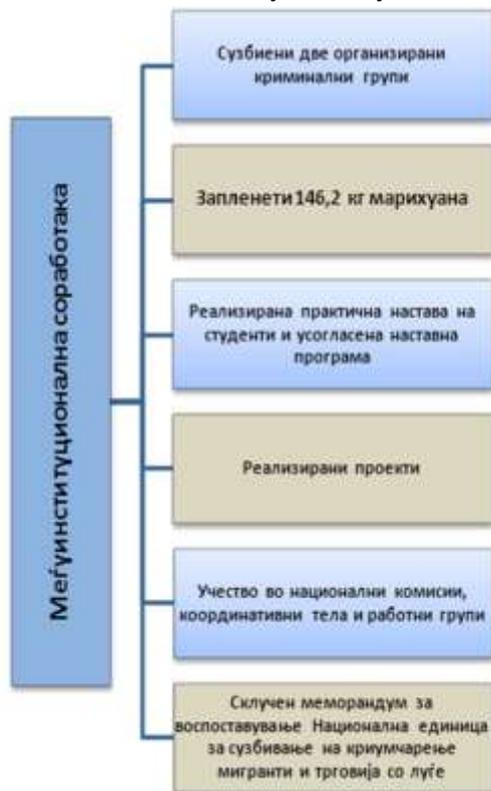 Меѓуинституционална соработака
Сузбиени две организирани
криминални групи
Запленети 146,2 кг марихуана
Реализирана практична настава на
студенти и усогласена наставна
програма
Реализирани проекти
Учество во национални комисии,
координативни тела и работни групи
Склучен меморандум за
воспоставување Национална единица
за сузбивање на криумчарење
мигранти и трговија со луѓе